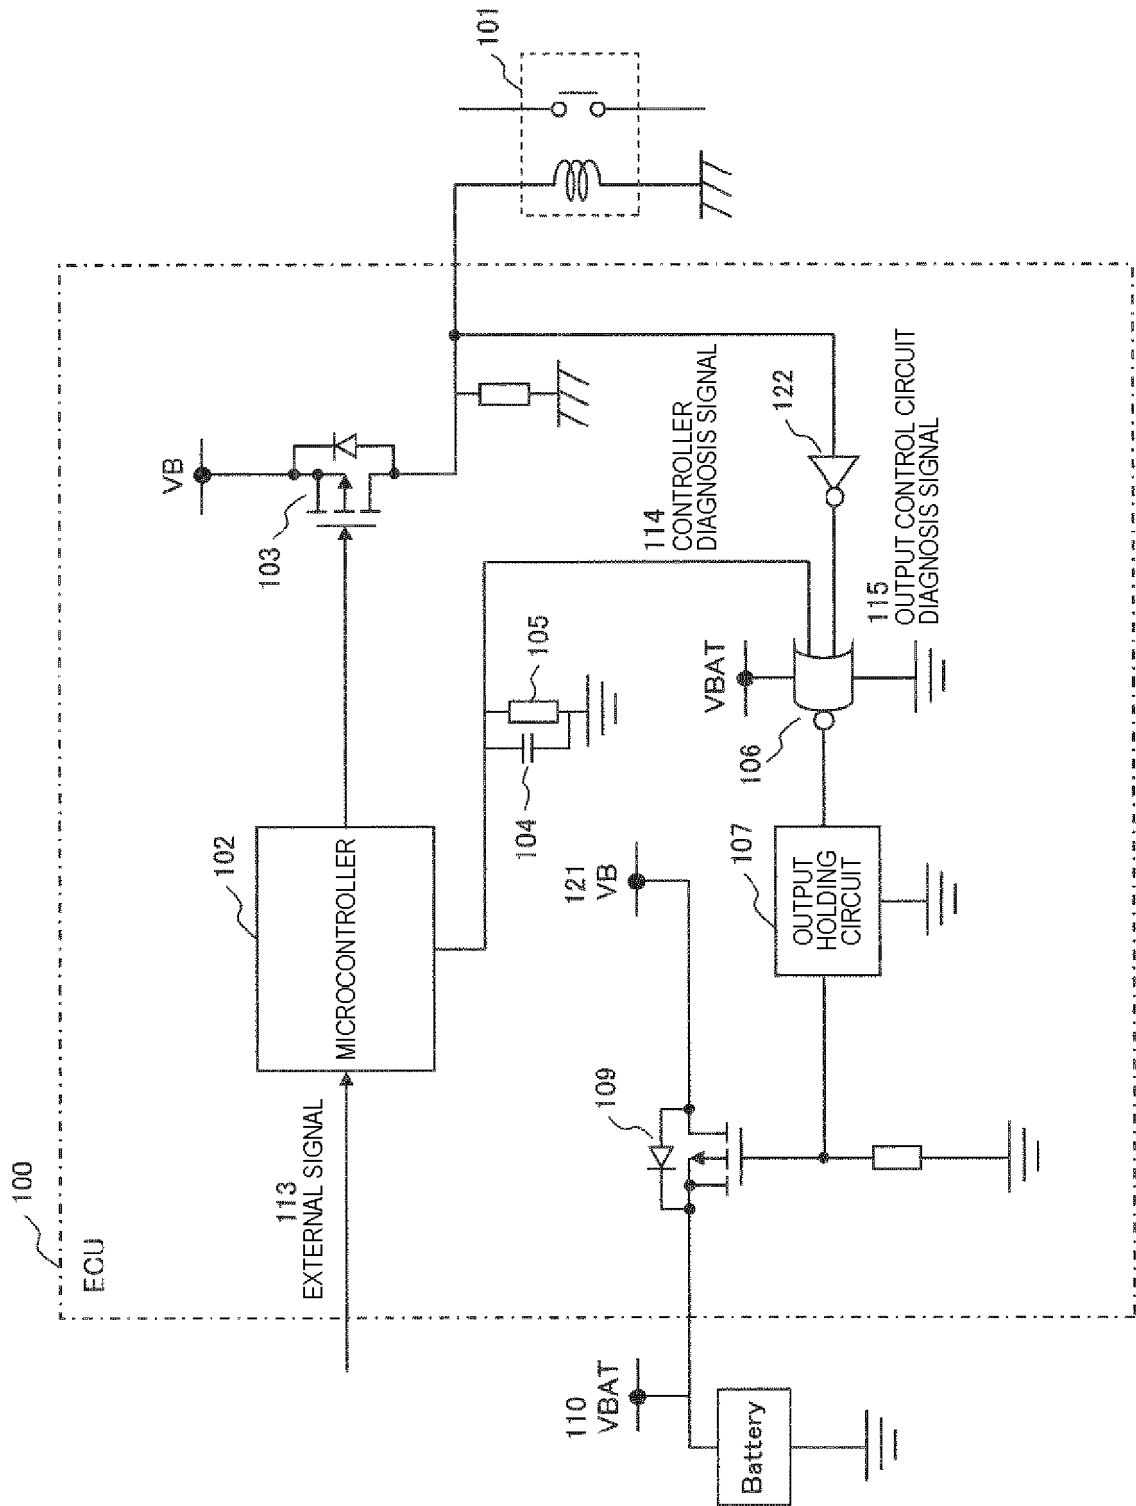 100
ECU
113
EXTERNAL SIGNAL
102
MICROCONTROLLER
103
VB
101
104
105
114
CONTROLLER
DIAGNOSIS SIGNAL
110
VBAT
Battery
109
121
VB
107
OUTPUT
HOLDING
CIRCUIT
106
VBAT
115
OUTPUT CONTROL CIRCUIT
DIAGNOSIS SIGNAL
122